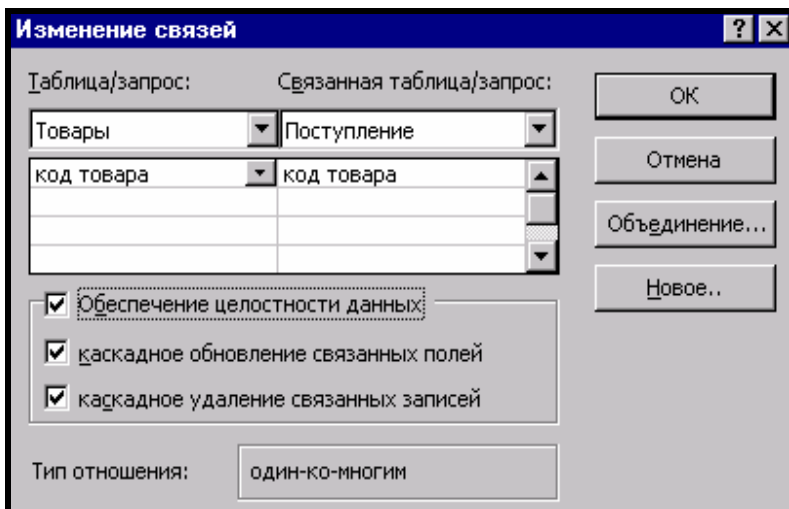 Изменение связей
Таблица/запрос: Связанная таблица/запрос:
Товары Поступление
код товара код товара
Обеспечение целостности данных
каскадное обновление связанных полей
каскадное удаление связанных записей
Тип отношения: один-ко-многим
ОК
Отмена
Объединение...
Новое..